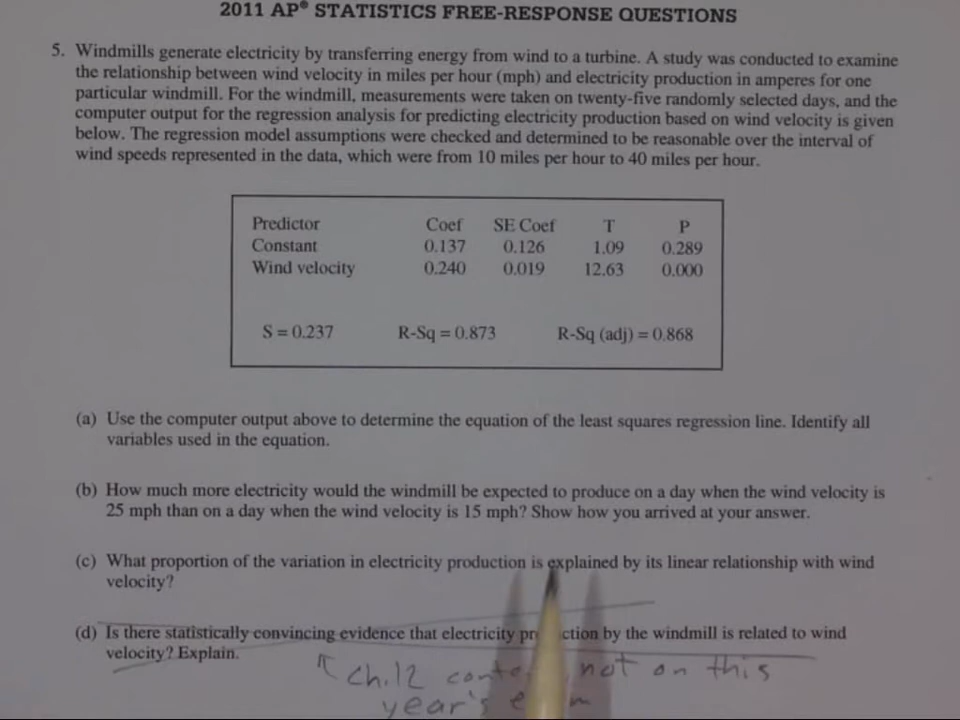 2011 AP® STATISTICS FREE-RESPONSE QUESTIONS
5. Windmills generate electricity by transferring energy from wind to a turbine. A study was conducted to examine
the relationship between wind velocity in miles per hour (mph) and electricity production in amperes for one
particular windmill. For the windmill, measurements were taken on twenty-five randomly selected days, and the
computer output for the regression analysis for predicting electricity production based on wind velocity is given
below. The regression model assumptions were checked and determined to be reasonable over the interval of
wind speeds represented in the data, which were from 10 miles per hour to 40 miles per hour.
Predictor Coef SE Coef T P
Constant 0.137 0.126 1.09 0.289
Wind velocity 0.240 0.019 12.63 0.000
S = 0.237 R-Sq = 0.873 R-Sq (adj) = 0.868
(a) Use the computer output above to determine the equation of the least squares regression line. Identify all
variables used in the equation.
(b) How much more electricity would the windmill be expected to produce on a day when the wind velocity is
25 mph than on a day when the wind velocity is 15 mph? Show how you arrived at your answer.
(c) What proportion of the variation in electricity production is explained by its linear relationship with wind
velocity?
(d) Is there statistically convincing evidence that electricity by the windmill is related to wind
velocity? Explain.
Ch.12 not on this
year's